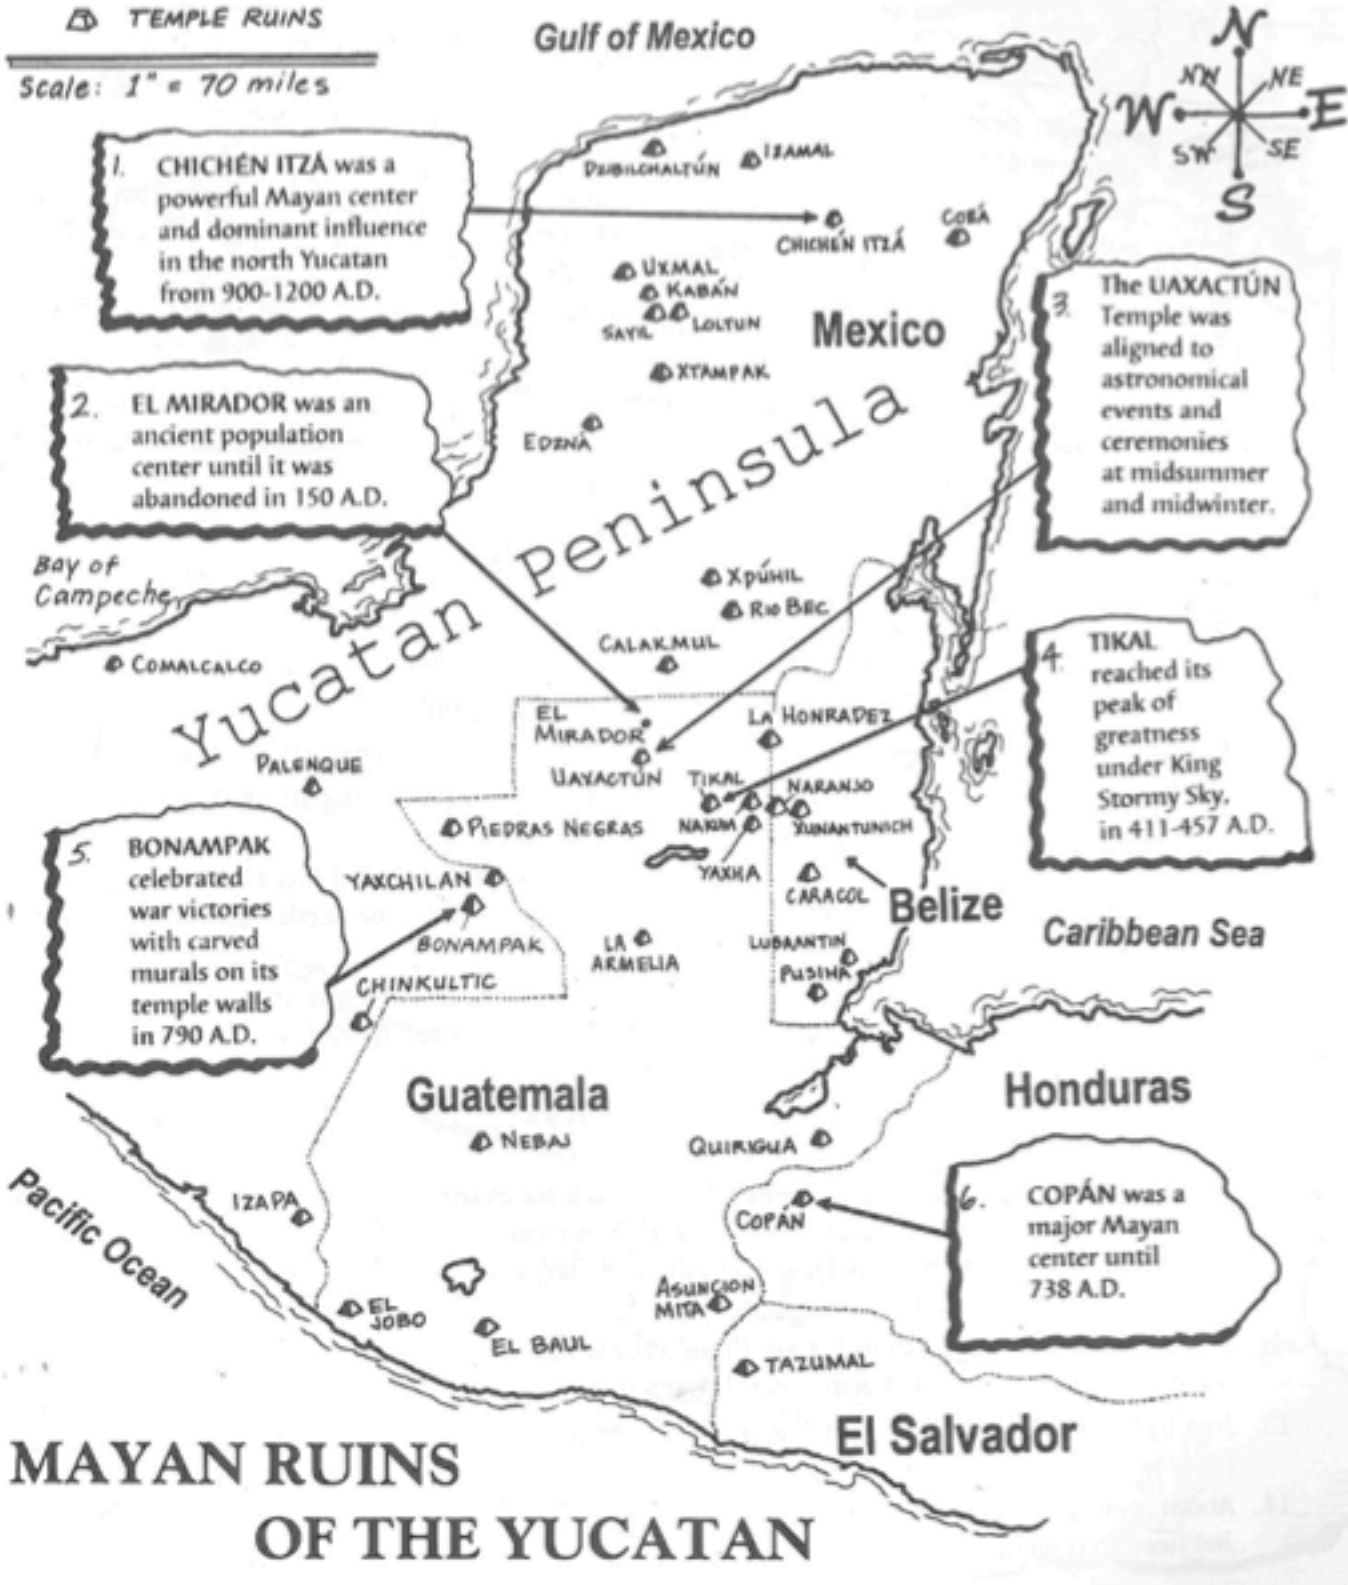 TEMPLE RUINS
Scale: 1" = 70 miles
Gulf of Mexico
N
NW
NE
W
E
SW
SE
S
1. CHICHÉN ITZÁ was a
powerful Mayan center
and dominant influence
in the north Yucatan
from 900-1200 A.D.
DZIBILCHALTÚN
IZAMAL
CHICHÉN ITZÁ
COBÁ
UXMAL
KABÁN
SAYIL
LOLTUN
XTAMPAK
EDZNÁ
Mexico
2. EL MIRADOR was an
ancient population
center until it was
abandoned in 150 A.D.
3. The UAXACTÚN
Temple was
aligned to
astronomical
events and
ceremonies
at midsummer
and midwinter.
Yucatan Peninsula
Bay of
Campeche
COMALCALCO
XPÚHIL
RIO BEC
CALAKMUL
4. TIKAL
reached its
peak of
greatness
under King
Stormy Sky,
in 411-457 A.D.
EL
MIRADOR
LA HONRADEZ
UAYACTÚN
TIKAL
NARANJO
NAKUM
XUNANTUNICH
YAXHA
CARACOL
Belize
PALENQUE
PIEDRAS NEGRAS
YAXCHILAN
BONAMPAK
CHINKULTIC
LA
ARMELIA
LUBAANTIN
PUSIHA
Caribbean Sea
5. BONAMPAK
celebrated
war victories
with carved
murals on its
temple walls
in 790 A.D.
Guatemala
Honduras
NEBAJ
QUIRIGUA
IZAPA
COPÁN
6. COPÁN was a
major Mayan
center until
738 A.D.
Pacific Ocean
EL
JOBO
EL BAUL
ASUNCION
MITA
TAZUMAL
El Salvador
MAYAN RUINS
OF THE YUCATAN